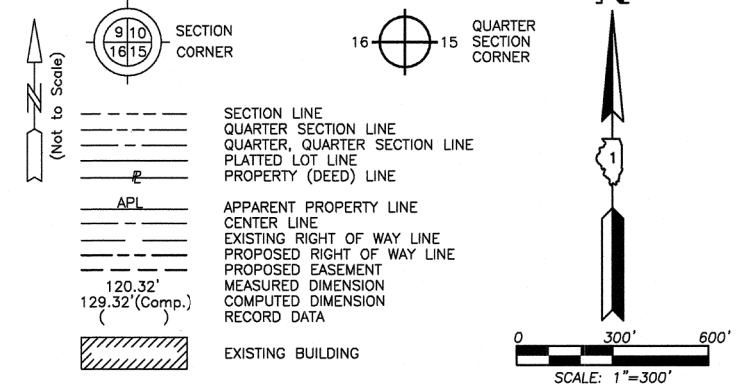 9 10
16 15
SECTION
CORNER
16
15
QUARTER
SECTION
CORNER
N
(Not to Scale)
SECTION LINE
QUARTER SECTION LINE
QUARTER, QUARTER SECTION LINE
PLATTED LOT LINE
PL PROPERTY (DEED) LINE
APL APPARENT PROPERTY LINE
CENTER LINE
EXISTING RIGHT OF WAY LINE
PROPOSED RIGHT OF WAY LINE
PROPOSED EASEMENT
120.32' MEASURED DIMENSION
129.32'(Comp.) COMPUTED DIMENSION
( ) RECORD DATA
EXISTING BUILDING
1
0 300' 600'
SCALE: 1"=300'